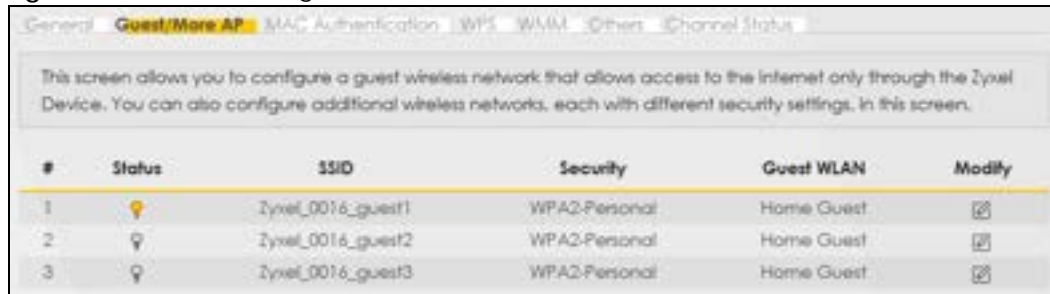 General Guest/More AP MAC Authentication WPS WMM Others Channel Status
This screen allows you to configure a guest wireless network that allows access to the internet only through the Zyxel
Device. You can also configure additional wireless networks, each with different security settings, in this screen.
# Status SSID Security Guest WLAN Modify
1 Zyxel_0016_guest1 WPA2-Personal Home Guest
2 Zyxel_0016_guest2 WPA2-Personal Home Guest
3 Zyxel_0016_guest3 WPA2-Personal Home Guest